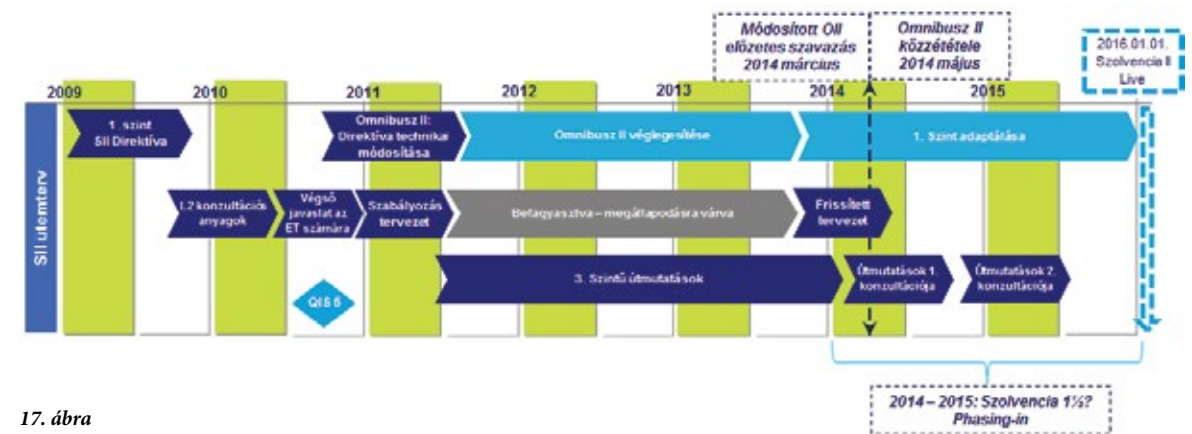 Módosított OII
előzetes szavazás
2014 március
Omnibusz II
közzététele
2014 május
2016.01.01.
Szolvencia II
Live
2009 2010 2011 2012 2013 2014 2015
SII ütemterv
1. szint
SII Direktíva
Omnibusz II:
Direktíva technikai
módosítása
Omnibusz II véglegesítése
1. Szint adaptálása
L2 konzultációs
anyagok
Végső
javaslat az
ET számára
Szabályozás
tervezet
Befagyasztva – megállapodásra várva
Frissített
tervezet
QIS 5
3. Szintű útmutatások
Útmutatások 1.
konzultációja
Útmutatások 2.
konzultációja
2014 – 2015: Szolvencia 1½?
Phasing-in
17. ábra